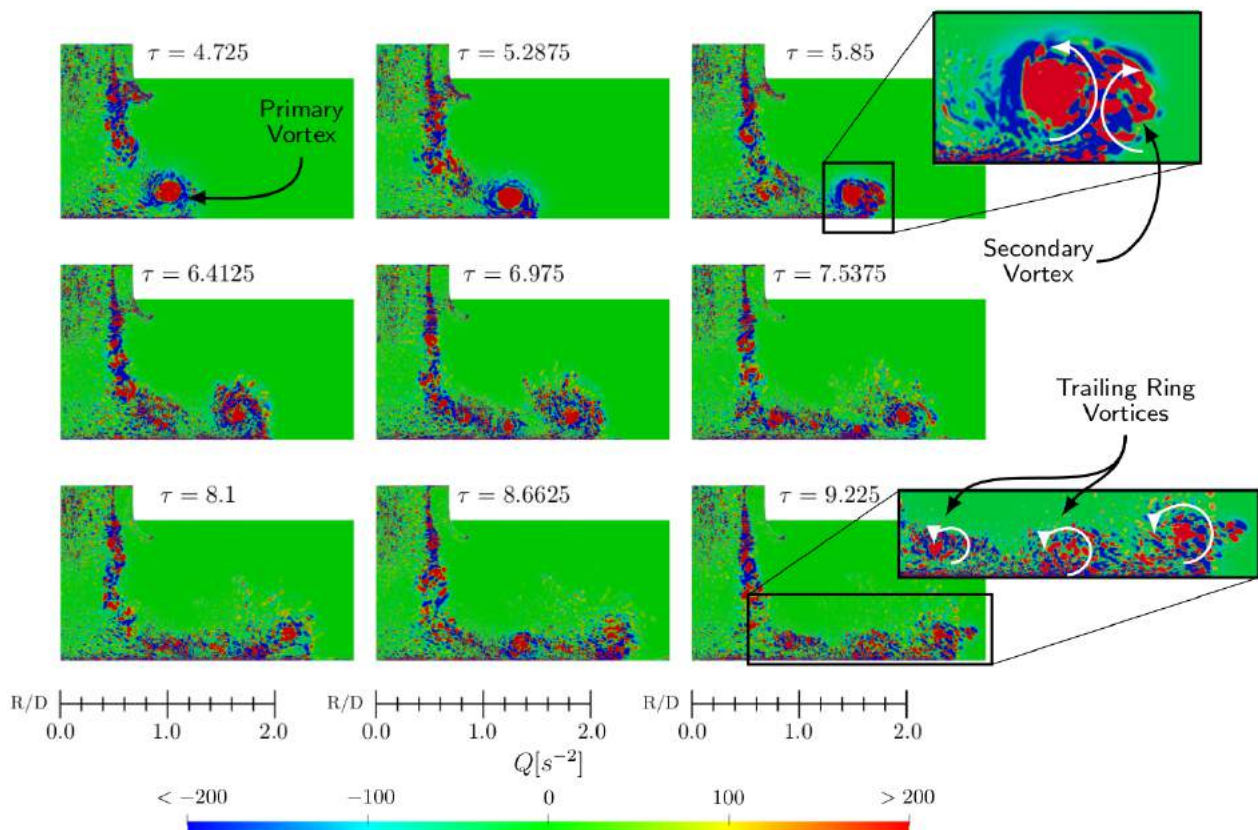 τ = 4.725
τ = 5.2875
τ = 5.85
Primary
Vortex
Secondary
Vortex
τ = 6.4125
τ = 6.975
τ = 7.5375
Trailing Ring
Vortices
τ = 8.1
τ = 8.6625
τ = 9.225
R/D
0.0
1.0
2.0
R/D
0.0
1.0
2.0
R/D
0.0
1.0
2.0
Q[s⁻²]
< −200
−100
0
100
> 200